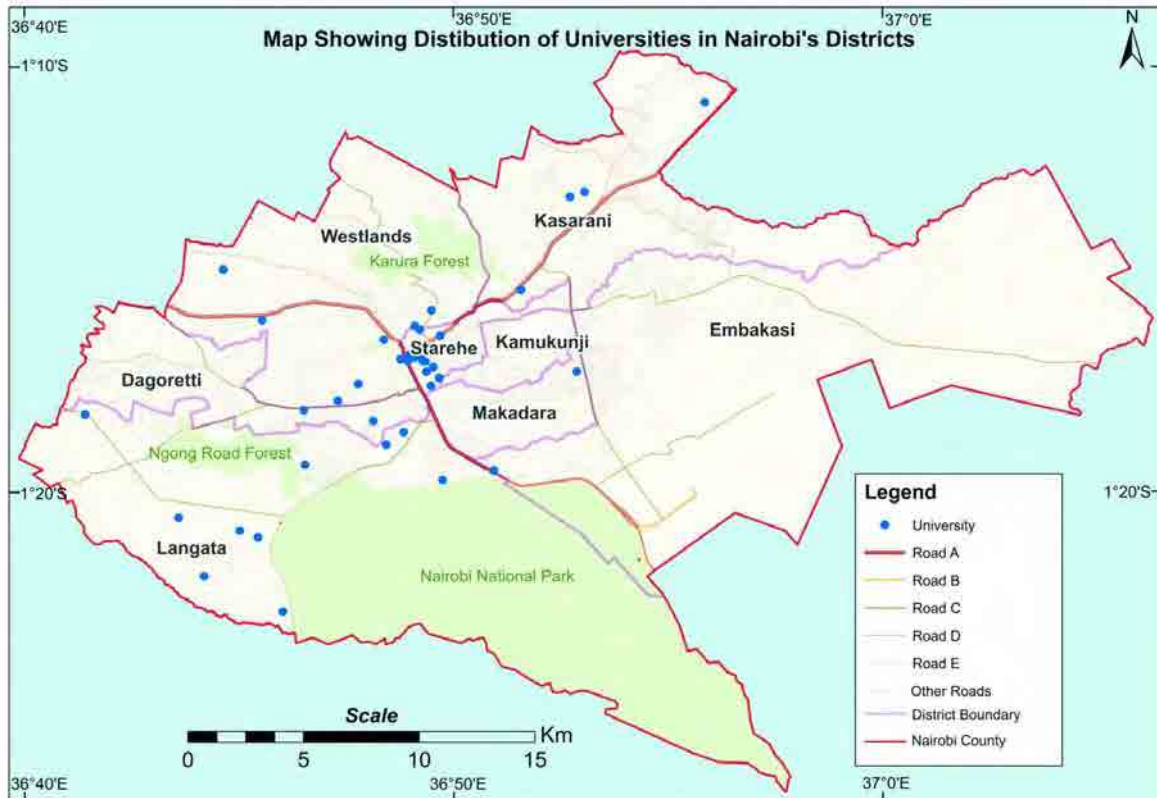 36°40'E
36°50'E
37°0'E
N
Map Showing Distibution of Universities in Nairobi's Districts
1°10'S
Kasarani
Westlands
Karura Forest
Embakasi
Kamukunji
Starehe
Dagoretti
Makadara
Ngong Road Forest
1°20'S
1°20'S
Langata
Nairobi National Park
Legend
University
Road A
Road B
Road C
Road D
Road E
Other Roads
District Boundary
Nairobi County
Scale
Km
0 5 10 15
36°40'E
36°50'E
37°0'E